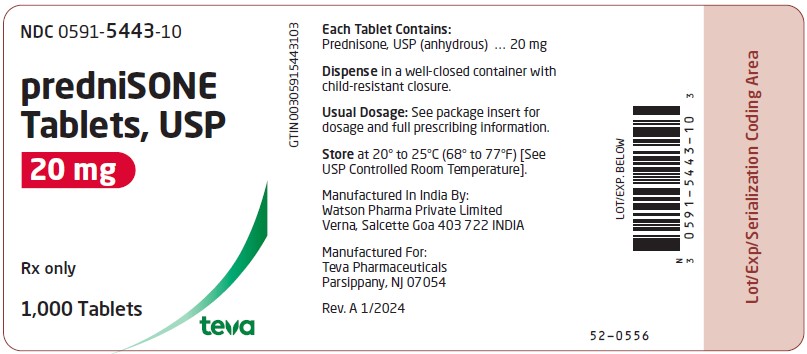 NDC 0591-5443-10
predniSONE
Tablets, USP
20 mg
Rx only
1,000 Tablets
teva
GTIN 00305915443103
Each Tablet Contains:
Prednisone, USP (anhydrous) ... 20 mg
Dispense in a well-closed container with
child-resistant closure.
Usual Dosage: See package insert for
dosage and full prescribing information.
Store at 20° to 25°C (68° to 77°F) [See
USP Controlled Room Temperature].
Manufactured In India By:
Watson Pharma Private Limited
Verna, Salcette Goa 403 722 INDIA
Manufactured For:
Teva Pharmaceuticals
Parsippany, NJ 07054
Rev. A 1/2024
LOT/EXP. BELOW
N
3 0591-5443-10 3
52-0556
Lot/Exp/Serialization Coding Area